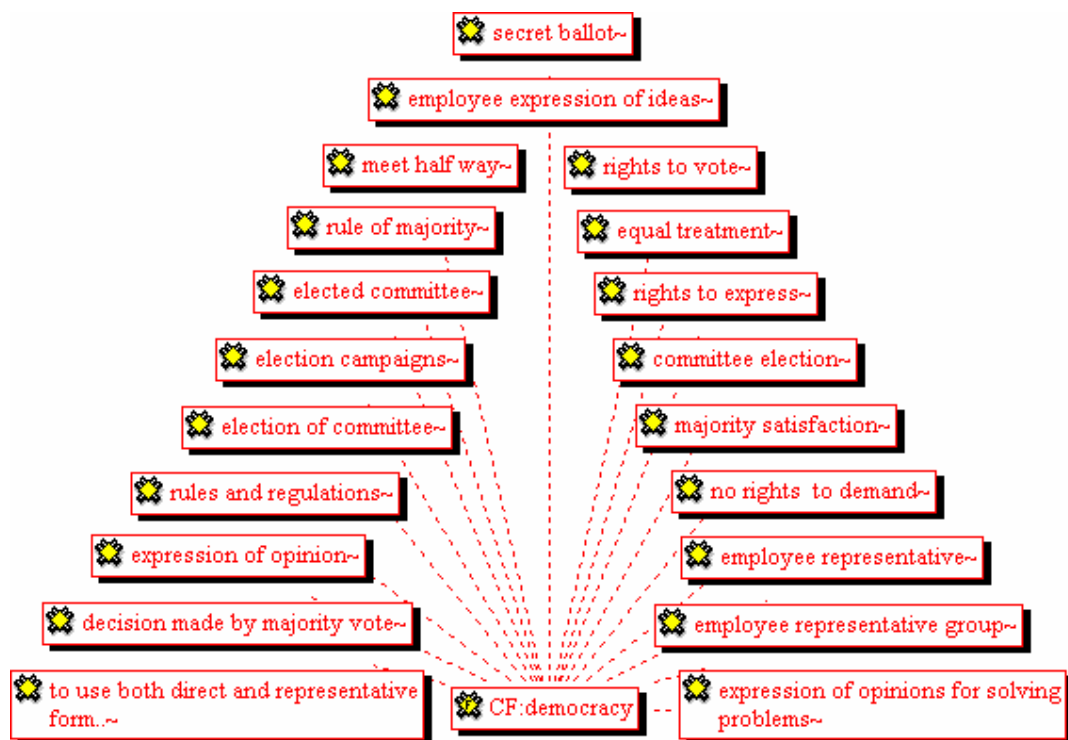 secret ballot~
employee expression of ideas~
meet half way~
rights to vote~
rule of majority~
equal treatment~
elected committee~
rights to express~
election campaigns~
committee election~
election of committee~
majority satisfaction~
rules and regulations~
no rights to demand~
expression of opinion~
employee representative~
decision made by majority vote~
employee representative group~
to use both direct and representative
form..~
CF:democracy
expression of opinions for solving
problems~